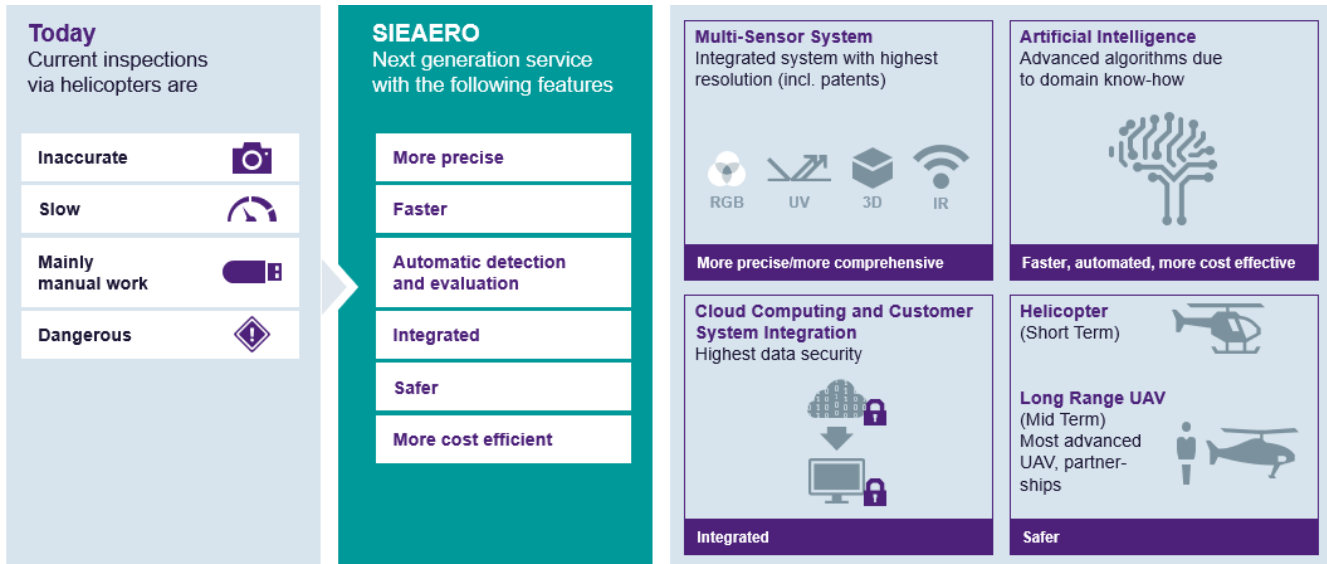 Today
Current inspections
via helicopters are
Inaccurate
Slow
Mainly
manual work
Dangerous
SIEAERO
Next generation service
with the following features
More precise
Faster
Automatic detection
and evaluation
Integrated
Safer
More cost efficient
Multi-Sensor System
Integrated system with highest
resolution (incl. patents)
RGB
UV
3D
IR
More precise/more comprehensive
Artificial Intelligence
Advanced algorithms due
to domain know-how
Faster, automated, more cost effective
Cloud Computing and Customer
System Integration
Highest data security
Integrated
Helicopter
(Short Term)
Long Range UAV
(Mid Term)
Most advanced
UAV, partner-
ships
Safer